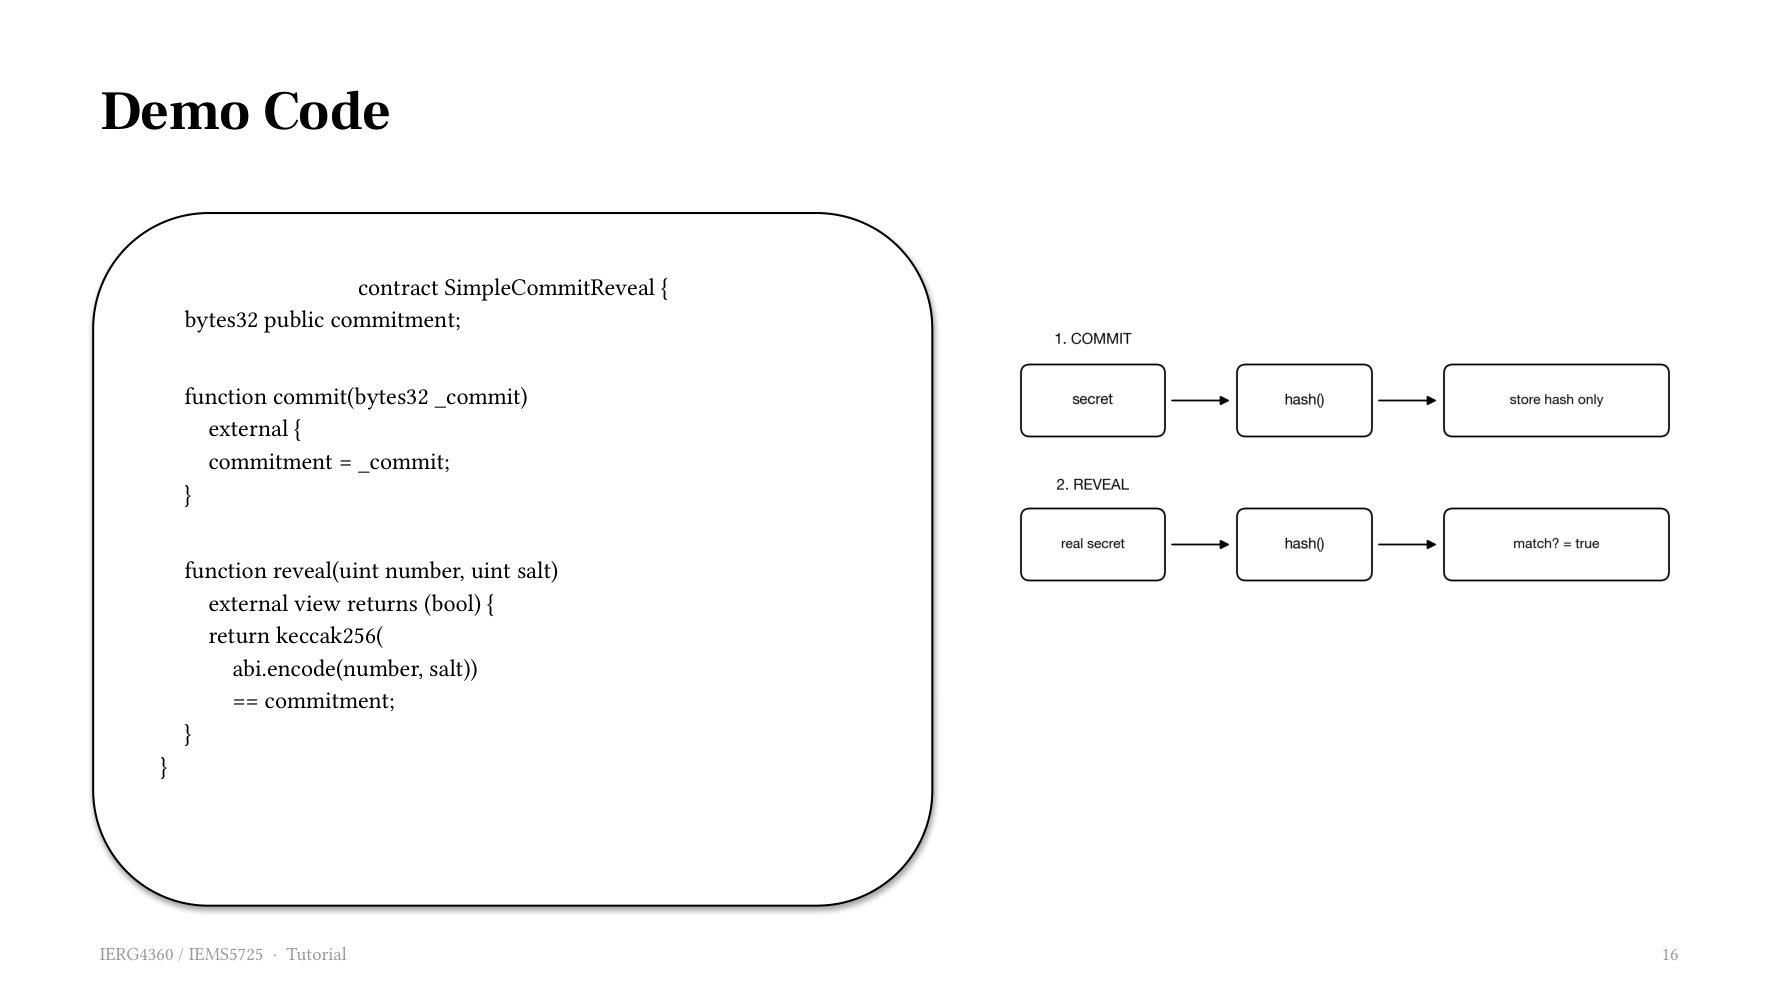 Demo Code
contract SimpleCommitReveal {
bytes32 public commitment;
function commit(bytes32 _commit)
external {
commitment = _commit;
}
function reveal(uint number, uint salt)
external view returns (bool) {
return keccak256(
abi.encode(number, salt))
== commitment;
}
}
1. COMMIT
secret
hash()
store hash only
2. REVEAL
real secret
hash()
match? = true
IERG4360 / IEMS5725 · Tutorial
16